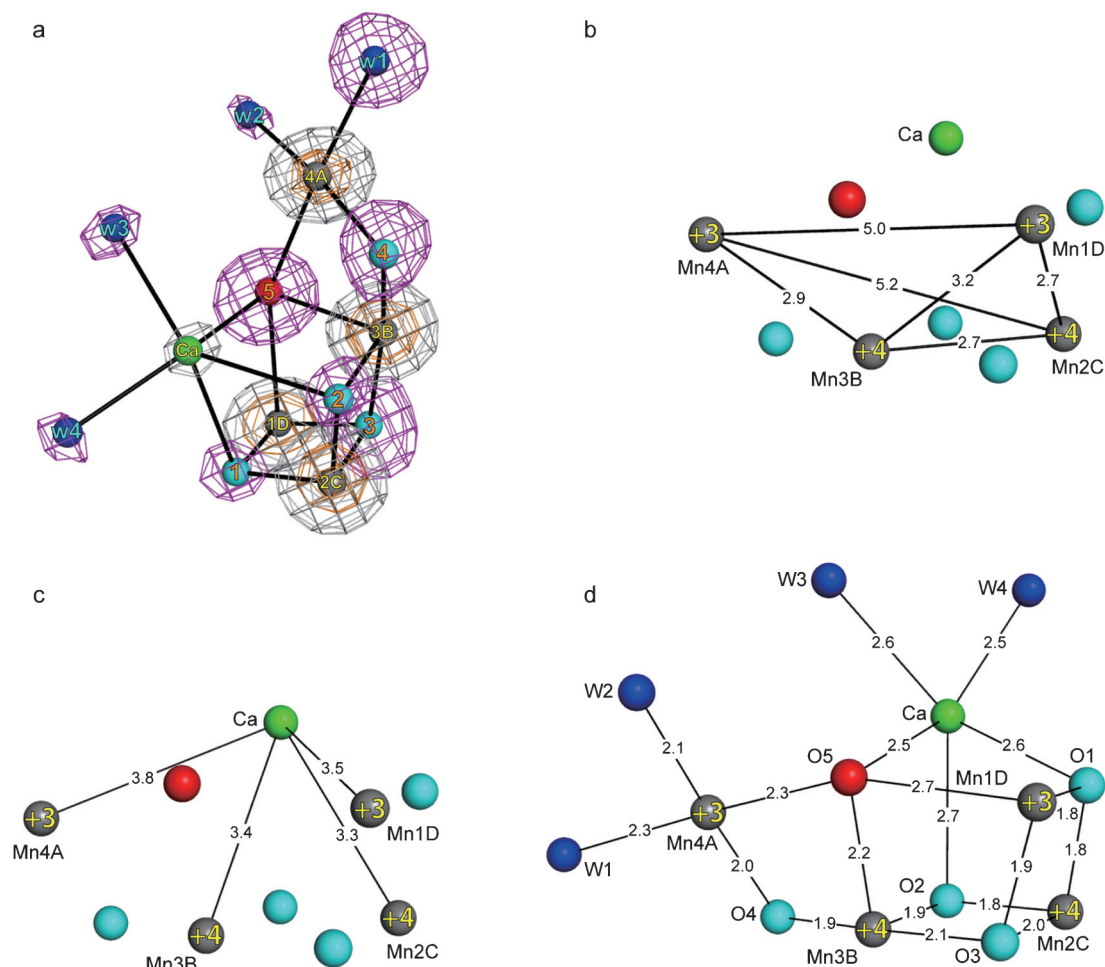 a
w1
w2
4A
w3
4
5
3B
Ca
2
w4
1D
3
1
2C
b
Ca
+3
5.0
+3
Mn4A
Mn1D
2.9
5.2
3.2
2.7
+4
2.7
+4
Mn3B
Mn2C
c
Ca
3.8
3.5
+3
+3
Mn4A
Mn1D
3.4
3.3
+4
+4
Mn3B
Mn2C
d
W3
W4
2.6
2.5
W2
Ca
2.1
O5
2.5
2.6
O1
Mn1D
2.3
2.7
+3
1.8
+3
2.3
Mn4A
2.7
1.8
W1
2.0
2.2
1.9
O2
O4
1.9
1.9
1.8
+4
+4
2.1
2.0
Mn3B
O3
Mn2C